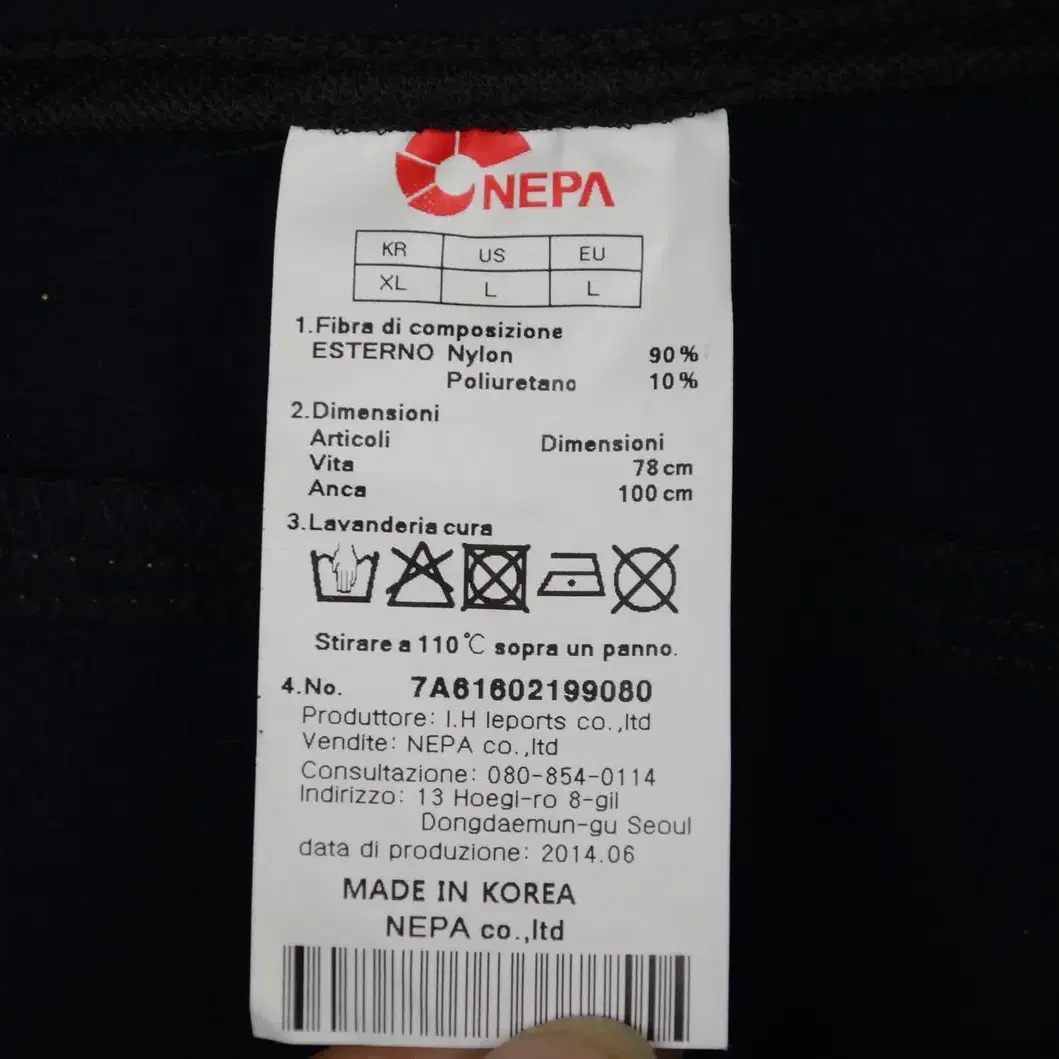 NEPA
KR US EU
XL L L
1.Fibra di composizione
ESTERNO Nylon 90%
Poliuretano 10%
2.Dimensioni
Articoli Dimensioni
Vita 78cm
Anca 100cm
3.Lavanderia cura
Stirare a 110℃ sopra un panno.
4.No. 7A61602199080
Produttore: I.H leports co.,ltd
Vendite: NEPA co.,ltd
Consultazione: 080-854-0114
Indirizzo: 13 Hoegi-ro 8-gil
Dongdaemun-gu Seoul
data di produzione: 2014.06
MADE IN KOREA
NEPA co.,ltd